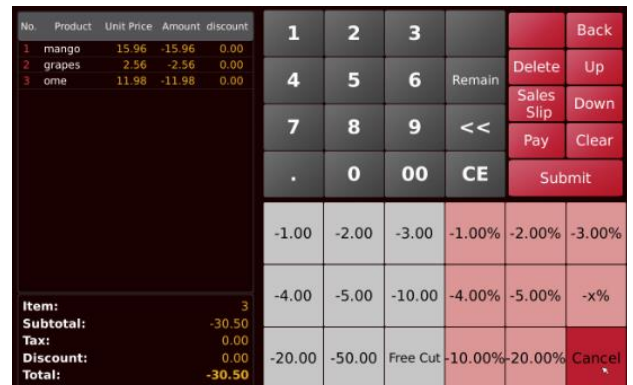 No. Product Unit Price Amount discount
1 mango 15.96 -15.96 0.00
2 grapes 2.56 -2.56 0.00
3 ome 11.98 -11.98 0.00
Item: 3
Subtotal: -30.50
Tax: 0.00
Discount: 0.00
Total: -30.50
1 2 3
4 5 6 Remain
7 8 9 <<
. 0 00 CE
Back
Delete Up
Sales Slip Down
Pay Clear
Submit
-1.00 -2.00 -3.00 -1.00% -2.00% -3.00%
-4.00 -5.00 -10.00 -4.00% -5.00% -x%
-20.00 -50.00 Free Cut -10.00% -20.00% Cancel